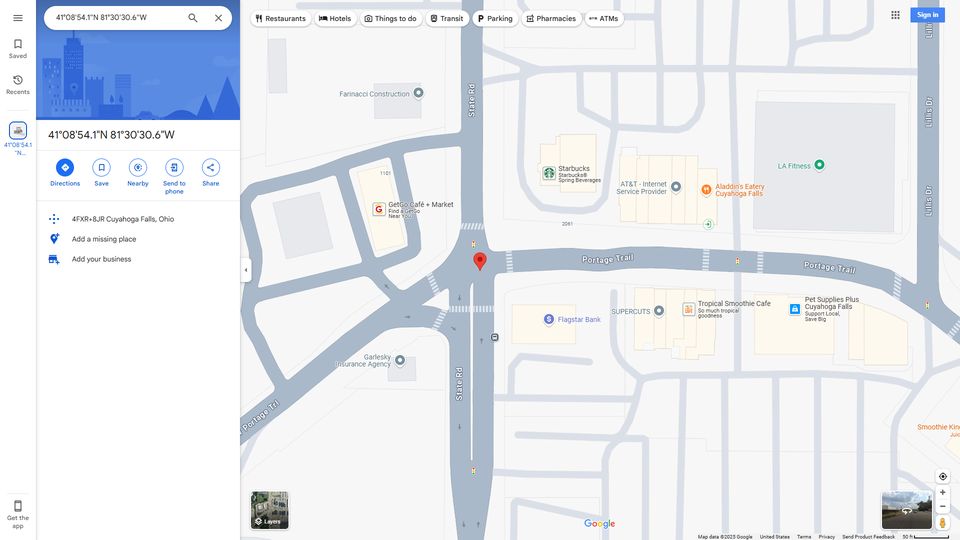 41°08'54.1"N 81°30'30.6"W
Restaurants
Hotels
Things to do
Transit
Parking
Pharmacies
ATMs
Sign in
Saved
Recents
41°08'54.1
"N...
41°08'54.1"N 81°30'30.6"W
Directions
Save
Nearby
Send to
phone
Share
4FXR+8JR Cuyahoga Falls, Ohio
Add a missing place
Add your business
Get the
app
Farinacci Construction
State Rd
Lillis Dr
Lillis Dr
Lillis Dr
Starbucks
Starbucks®
Spring Beverages
LA Fitness
1101
AT&T - Internet
Service Provider
Aladdin's Eatery
Cuyahoga Falls
GetGo Café + Market
Find a GetGo
Near You!
2061
Portage Trail
Portage Trail
Pet Supplies Plus
Cuyahoga Falls
Support Local,
Save Big
Tropical Smoothie Cafe
So much tropical
goodness
SUPERCUTS
Flagstar Bank
Garlesky
Insurance Agency
State Rd
Portage Trl
Smoothie Kin
Juic
Layers
Google
Map data ©2025 Google
United States
Terms
Privacy
Send Product Feedback
50 ft